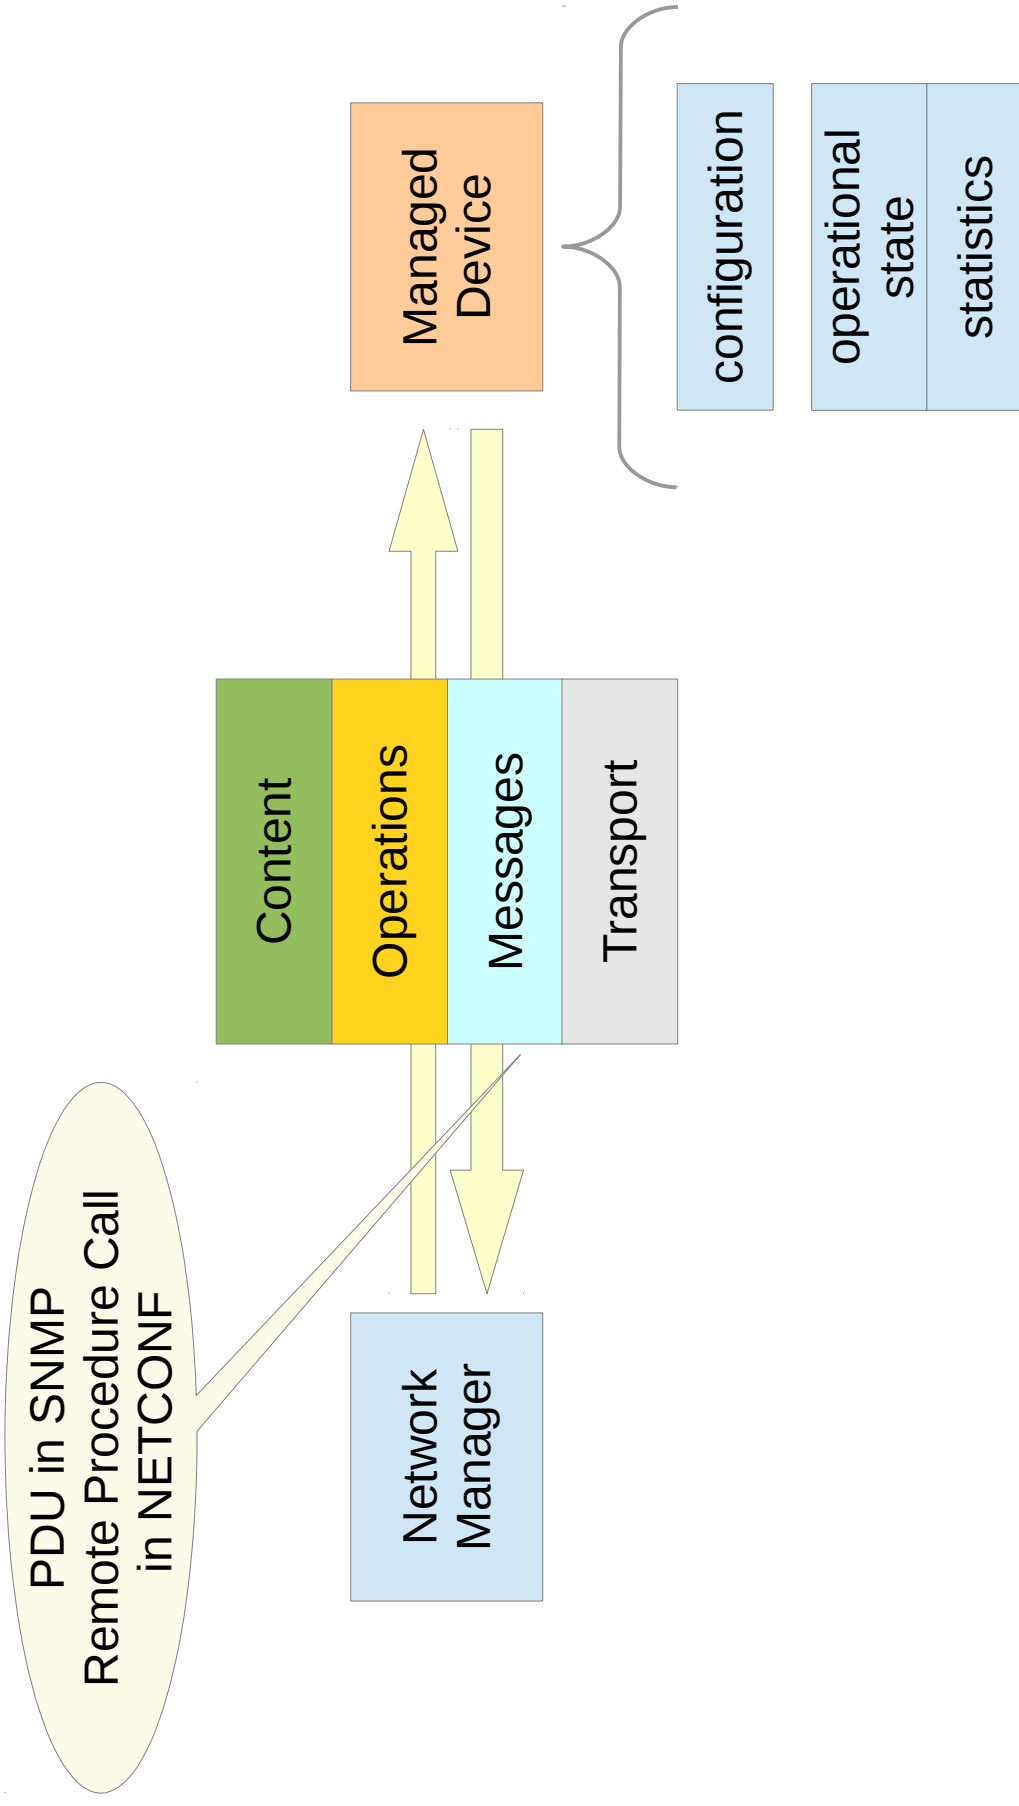 PDU in SNMP
Remote Procedure Call
in NETCONF
Content
Operations
Messages
Transport
Network
Manager
Managed
Device
configuration
operational
state
statistics